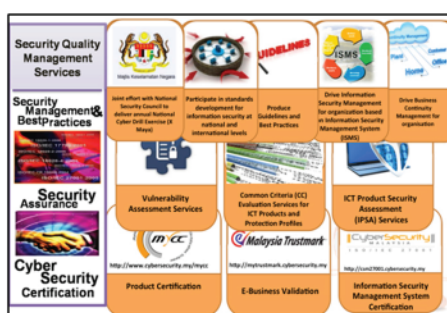 Security Quality
Management
Services
Majlis Keselamatan Negara
Joint effort with National
Security Council to
deliver annual National
Cyber Drill Exercise (X
Maya)
Participate in standards
development for
information security at
national and
international levels
GUIDELINES
Produce
Guidelines and
Best Practices
ISMS
Drive Information
Security Management
for organization based
in Information Security
Management System
(ISMS)
Drive Business
Continuity
Management for
organisation
Security
Management&
BestPractices
Security
Assurance
Vulnerability
Assessment Services
Common Criteria (CC)
Evaluation Services for
ICT Products and
Protection Profiles
ICT Product Security
Assessment
(IPSA) Services
Cyber
Security
Certification
mycc
http://www.cybersecurity.my/mycc
Product Certification
Malaysia Trustmark
http://mytrustmark.cybersecurity.my
E-Business Validation
CyberSecurity
MALAYSIA
http://csm27001.cybersecurity.my
Information Security
Management System
Certification